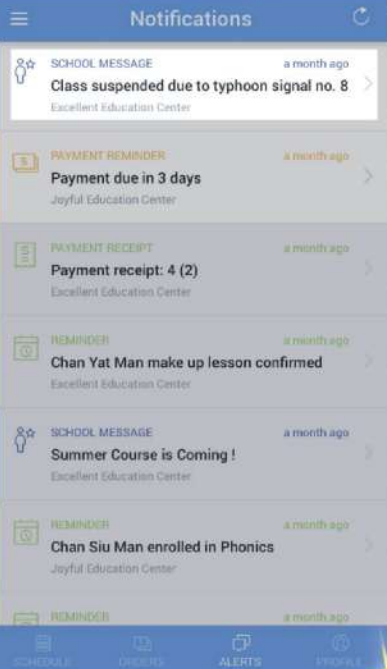 Notifications
SCHOOL MESSAGE a month ago
Class suspended due to typhoon signal no. 8
Excellent Education Center
PAYMENT REMINDER a month ago
Payment due in 3 days
Joyful Education Center
PAYMENT RECEIPT a month ago
Payment receipt: 4 (2)
Excellent Education Center
REMINDER a month ago
Chan Yat Man make up lesson confirmed
Excellent Education Center
SCHOOL MESSAGE a month ago
Summer Course is Coming !
Excellent Education Center
REMINDER a month ago
Chan Siu Man enrolled in Phonics
Joyful Education Center
REMINDER a month ago
SCHEDULE ORDERS ALERTS PROFILE